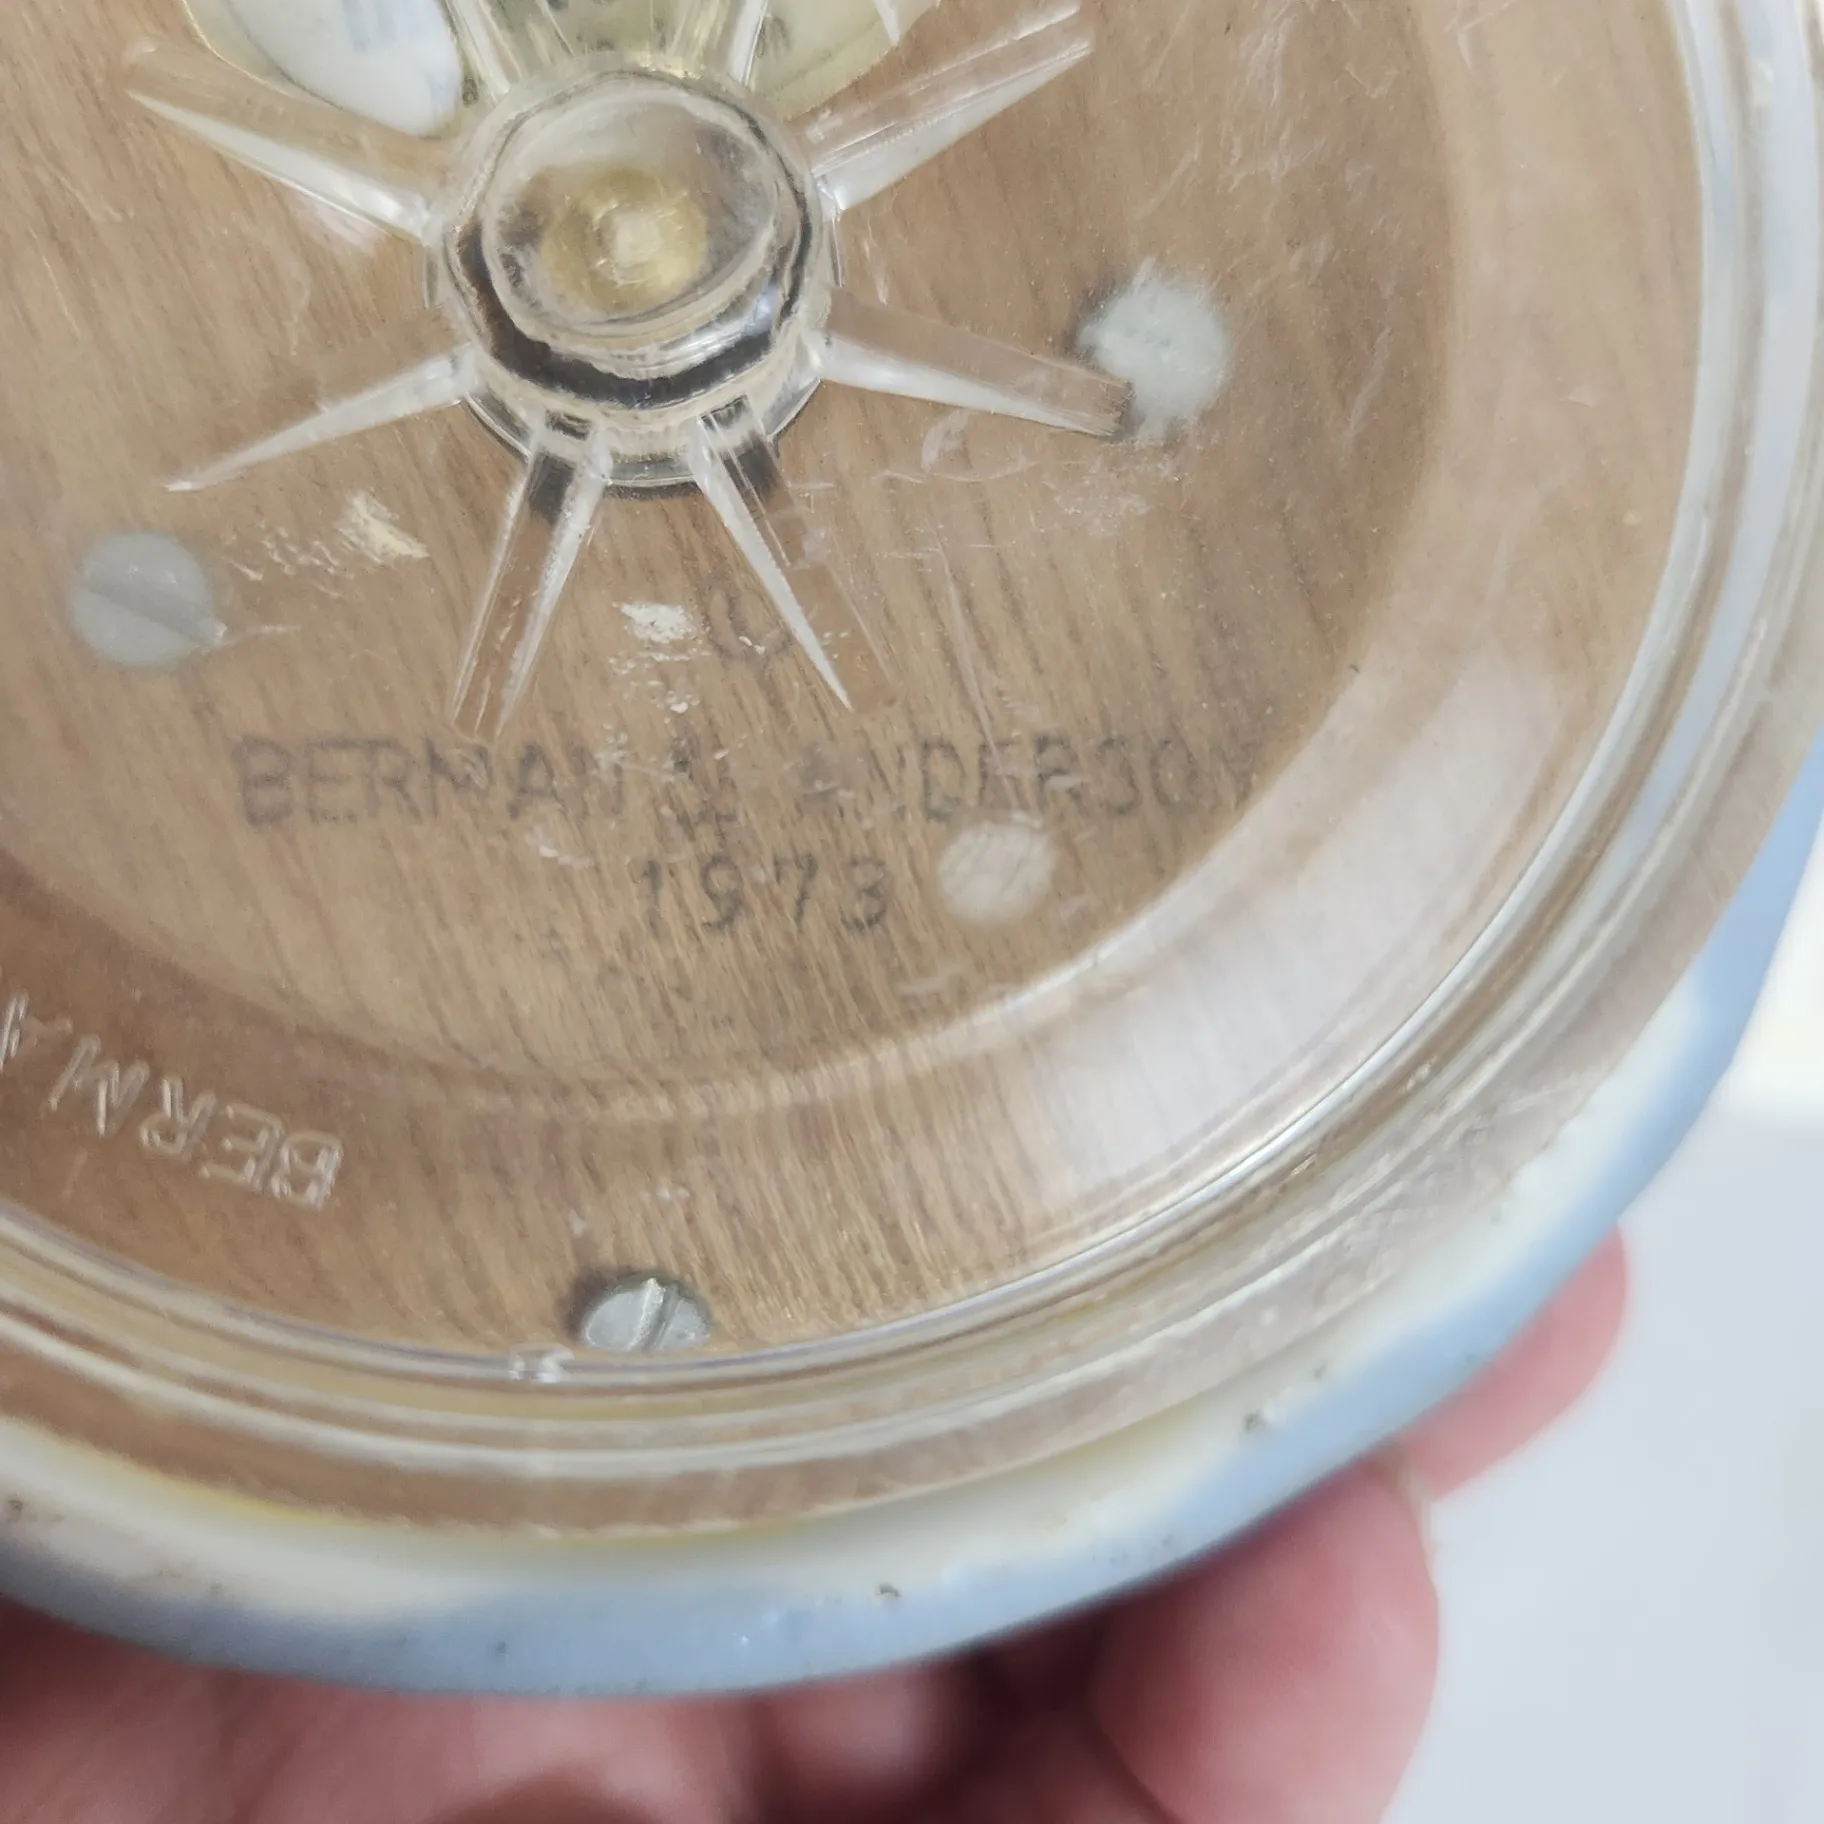 ©
BERMAN & ANDERSON
1973
BERMA